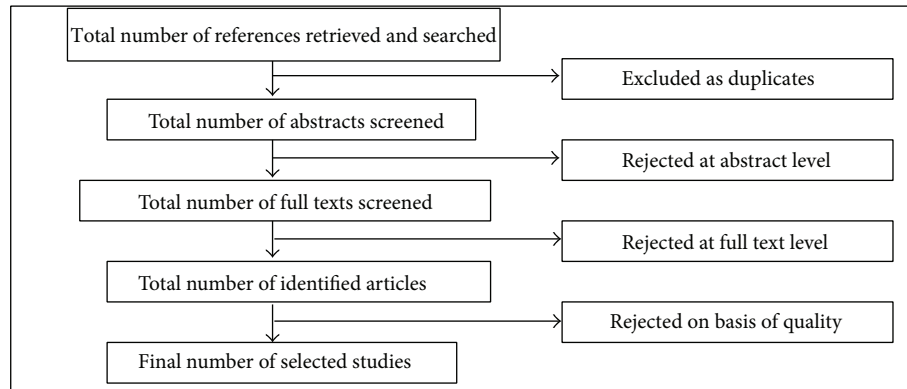 Total number of references retrieved and searched
Excluded as duplicates
Total number of abstracts screened
Rejected at abstract level
Total number of full texts screened
Rejected at full text level
Total number of identified articles
Rejected on basis of quality
Final number of selected studies